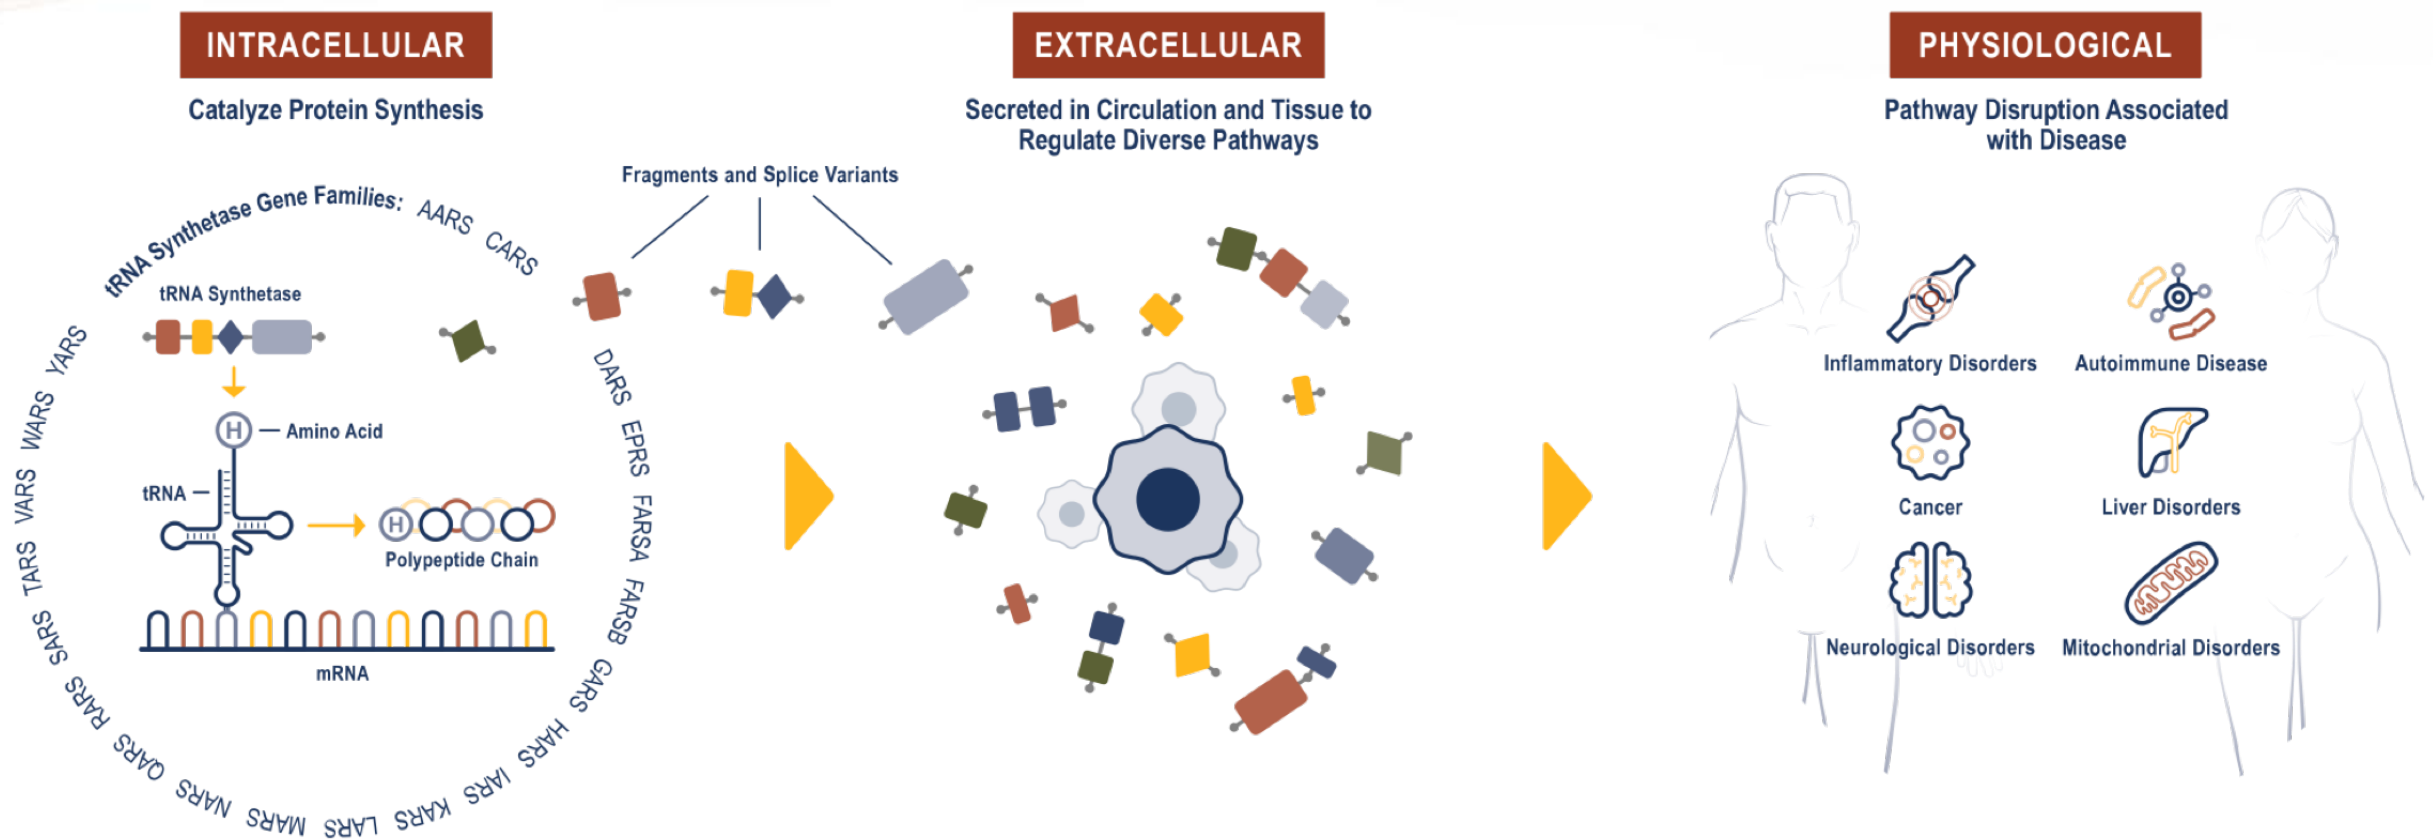 INTRACELLULAR
Catalyze Protein Synthesis
tRNA Synthetase Gene Families: AARS CARS DARS EPRS FARSA FARSB GARS HARS IARS KARS LARS MARS NARS QARS RARS SARS TARS VARS WARS YARS
tRNA Synthetase
H
Amino Acid
tRNA
H
Polypeptide Chain
mRNA
Fragments and Splice Variants
EXTRACELLULAR
Secreted in Circulation and Tissue to
Regulate Diverse Pathways
PHYSIOLOGICAL
Pathway Disruption Associated
with Disease
Inflammatory Disorders
Autoimmune Disease
Cancer
Liver Disorders
Neurological Disorders
Mitochondrial Disorders